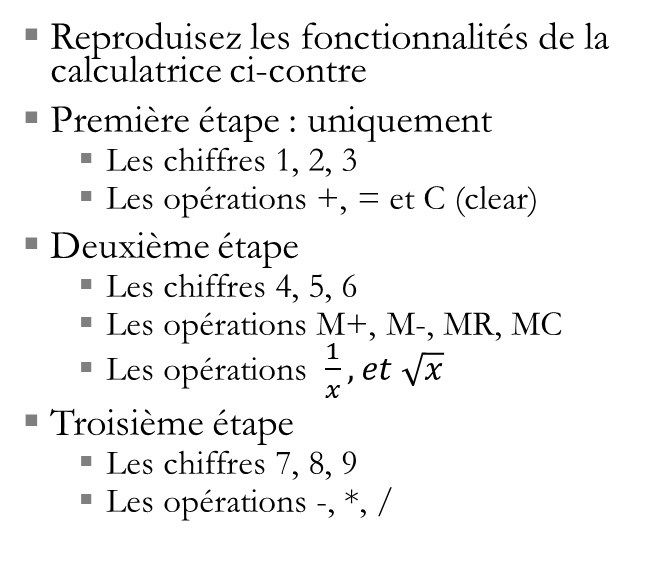 ▪ Reproduisez les fonctionnalités de la
calculatrice ci-contre
▪ Première étape : uniquement
▪ Les chiffres 1, 2, 3
▪ Les opérations +, = et C (clear)
▪ Deuxième étape
▪ Les chiffres 4, 5, 6
▪ Les opérations M+, M-, MR, MC
▪ Les opérations 1/x, et √x
▪ Troisième étape
▪ Les chiffres 7, 8, 9
▪ Les opérations -, *, /